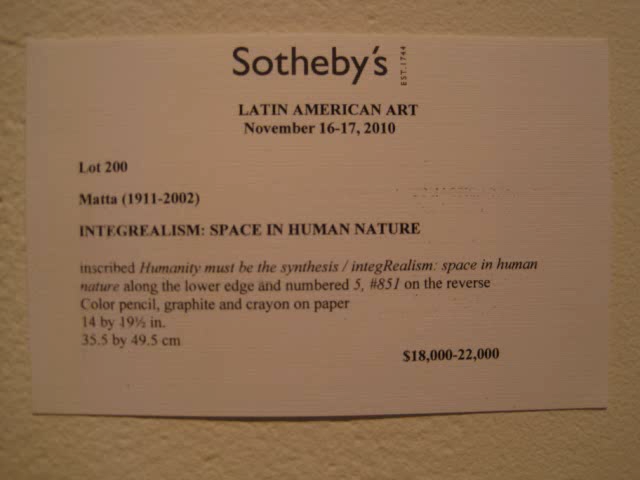 Sotheby's EST. 1744
LATIN AMERICAN ART
November 16-17, 2010
Lot 200
Matta (1911-2002)
INTEGREALISM: SPACE IN HUMAN NATURE
inscribed Humanity must be the synthesis / integRealism: space in human
nature along the lower edge and numbered 5, #851 on the reverse
Color pencil, graphite and crayon on paper
14 by 19½ in.
35.5 by 49.5 cm
$18,000-22,000